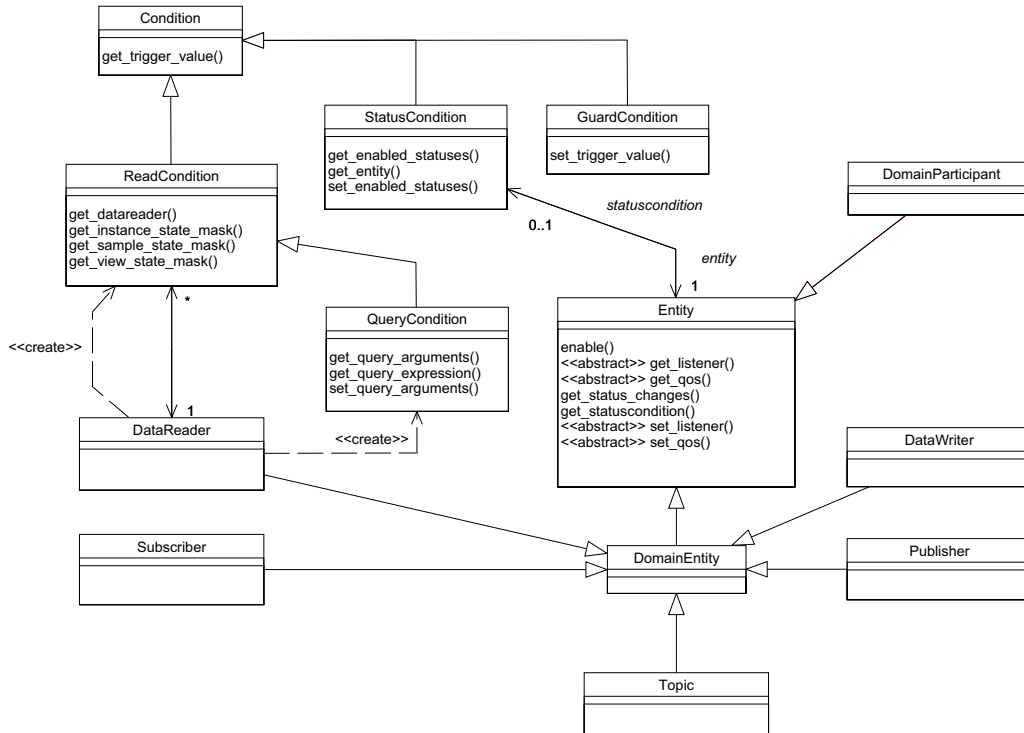 Condition
get_trigger_value()
StatusCondition
get_enabled_statuses()
get_entity()
set_enabled_statuses()
GuardCondition
set_trigger_value()
ReadCondition
get_datareader()
get_instance_state_mask()
get_sample_state_mask()
get_view_state_mask()
DomainParticipant
statuscondition
0..1
entity
1
*
<<create>>
QueryCondition
get_query_arguments()
get_query_expression()
set_query_arguments()
Entity
enable()
<<abstract>> get_listener()
<<abstract>> get_qos()
get_status_changes()
get_statuscondition()
<<abstract>> set_listener()
<<abstract>> set_qos()
1
DataReader
<<create>>
DataWriter
Subscriber
DomainEntity
Publisher
Topic